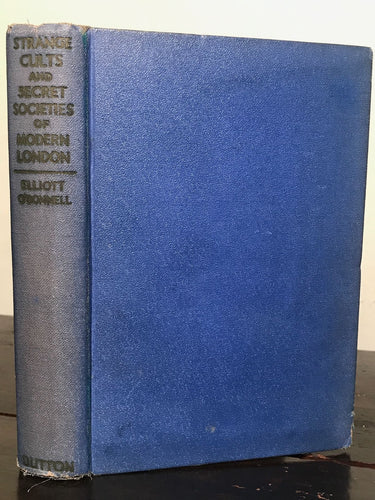 STRANGE
CULTS
AND
SECRET
SOCIETIES
OF
MODERN
LONDON
ELLIOTT
O'DONNELL
DUTTON